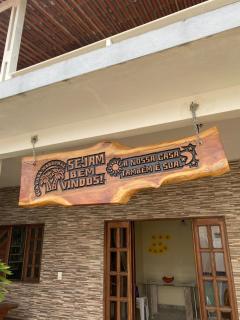 SEJAM
BEM
VINDOS!
A NOSSA CASA
TAMBÉM É SUA!